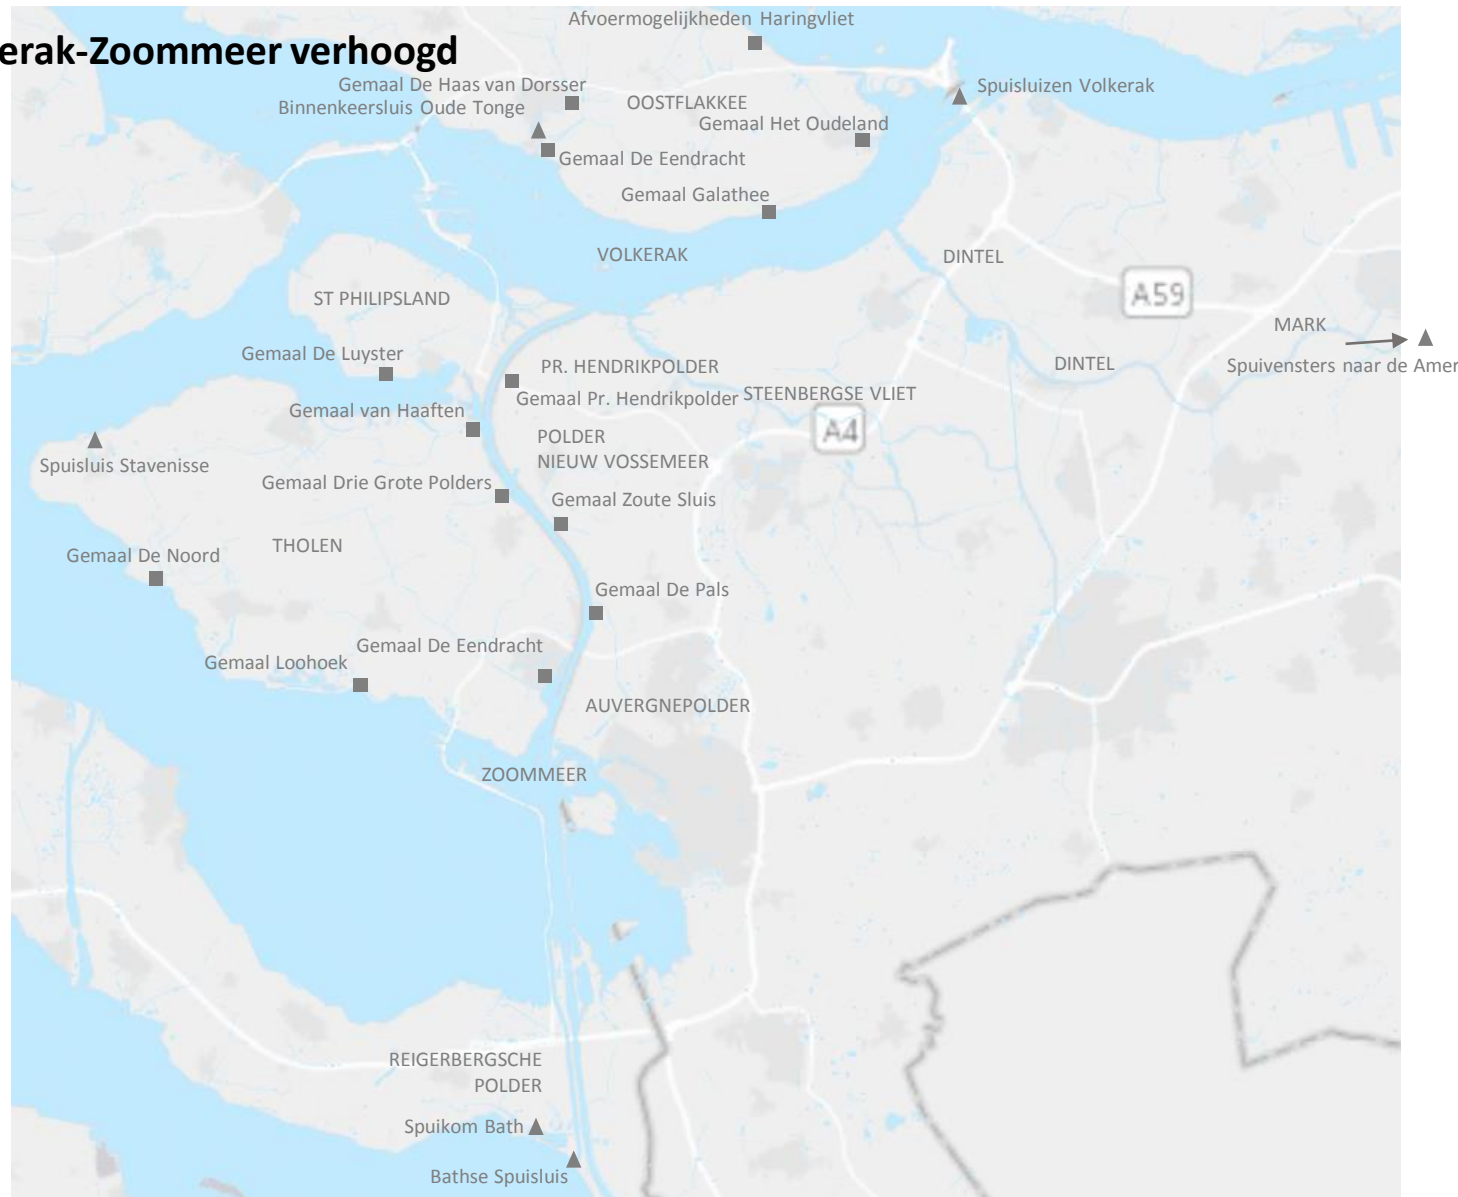 Afvoermogelijkheden Haringvliet
erak-Zoommeer verhoogd
Gemaal De Haas van Dorsser
Spuisluizen Volkerak
Binnenkeersluis Oude Tonge
OOSTFLAKKEE
Gemaal Het Oudeland
Gemaal De Eendracht
Gemaal Galathee
VOLKERAK
DINTEL
ST PHILIPSLAND
A59
MARK
Gemaal De Luyster
PR. HENDRIKPOLDER
DINTEL
Spuivensters naar de Amer
Gemaal Pr. Hendrikpolder
STEENBERGSE VLIET
Gemaal van Haaften
A4
POLDER
NIEUW VOSSEMEER
Spuisluis Stavenisse
Gemaal Drie Grote Polders
Gemaal Zoute Sluis
THOLEN
Gemaal De Noord
Gemaal De Pals
Gemaal De Eendracht
Gemaal Loohoek
AUVERGNEPOLDER
ZOOMMEER
REIGERBERGSCHE
POLDER
Spuikom Bath
Bathse Spuisluis